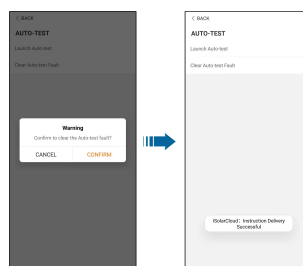 < BACK
AUTO-TEST
Launch Auto-test
Clear Auto-test Fault
Warning
Confirm to clear the Auto-test fault?
CANCEL
CONFIRM
< BACK
AUTO-TEST
Launch Auto-test
Clear Auto-test Fault
iSolarCloud: Instruction Delivery
Successful